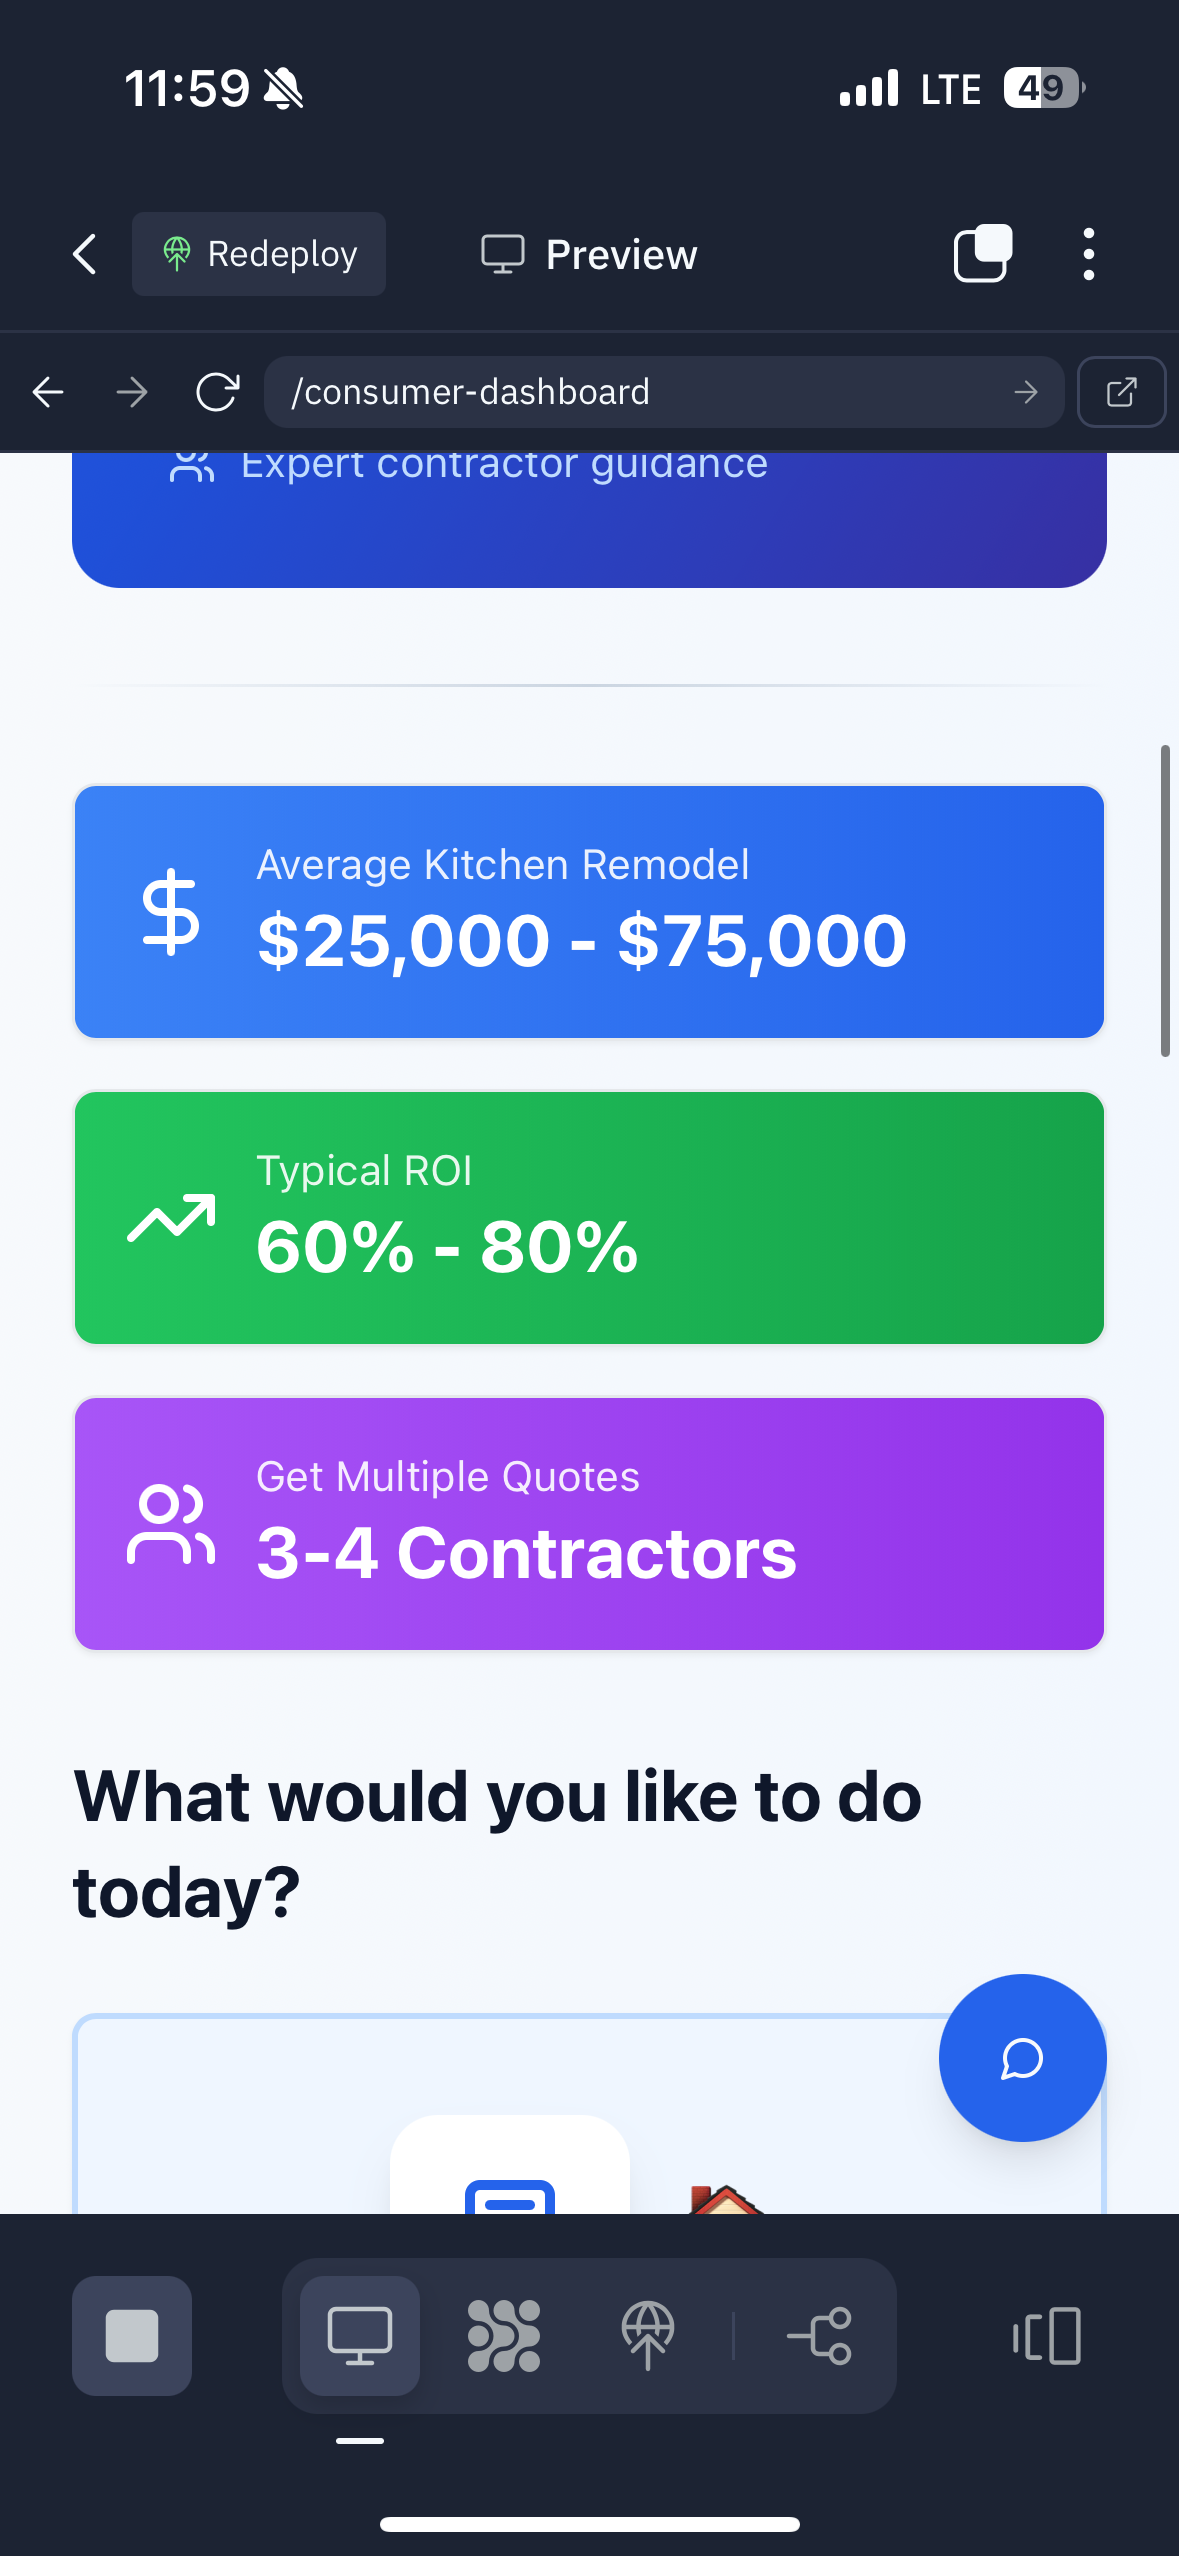 11:59
LTE
49
Redeploy
Preview
/consumer-dashboard
Expert contractor guidance
Average Kitchen Remodel
$25,000 - $75,000
Typical ROI
60% - 80%
Get Multiple Quotes
3-4 Contractors
What would you like to do
today?